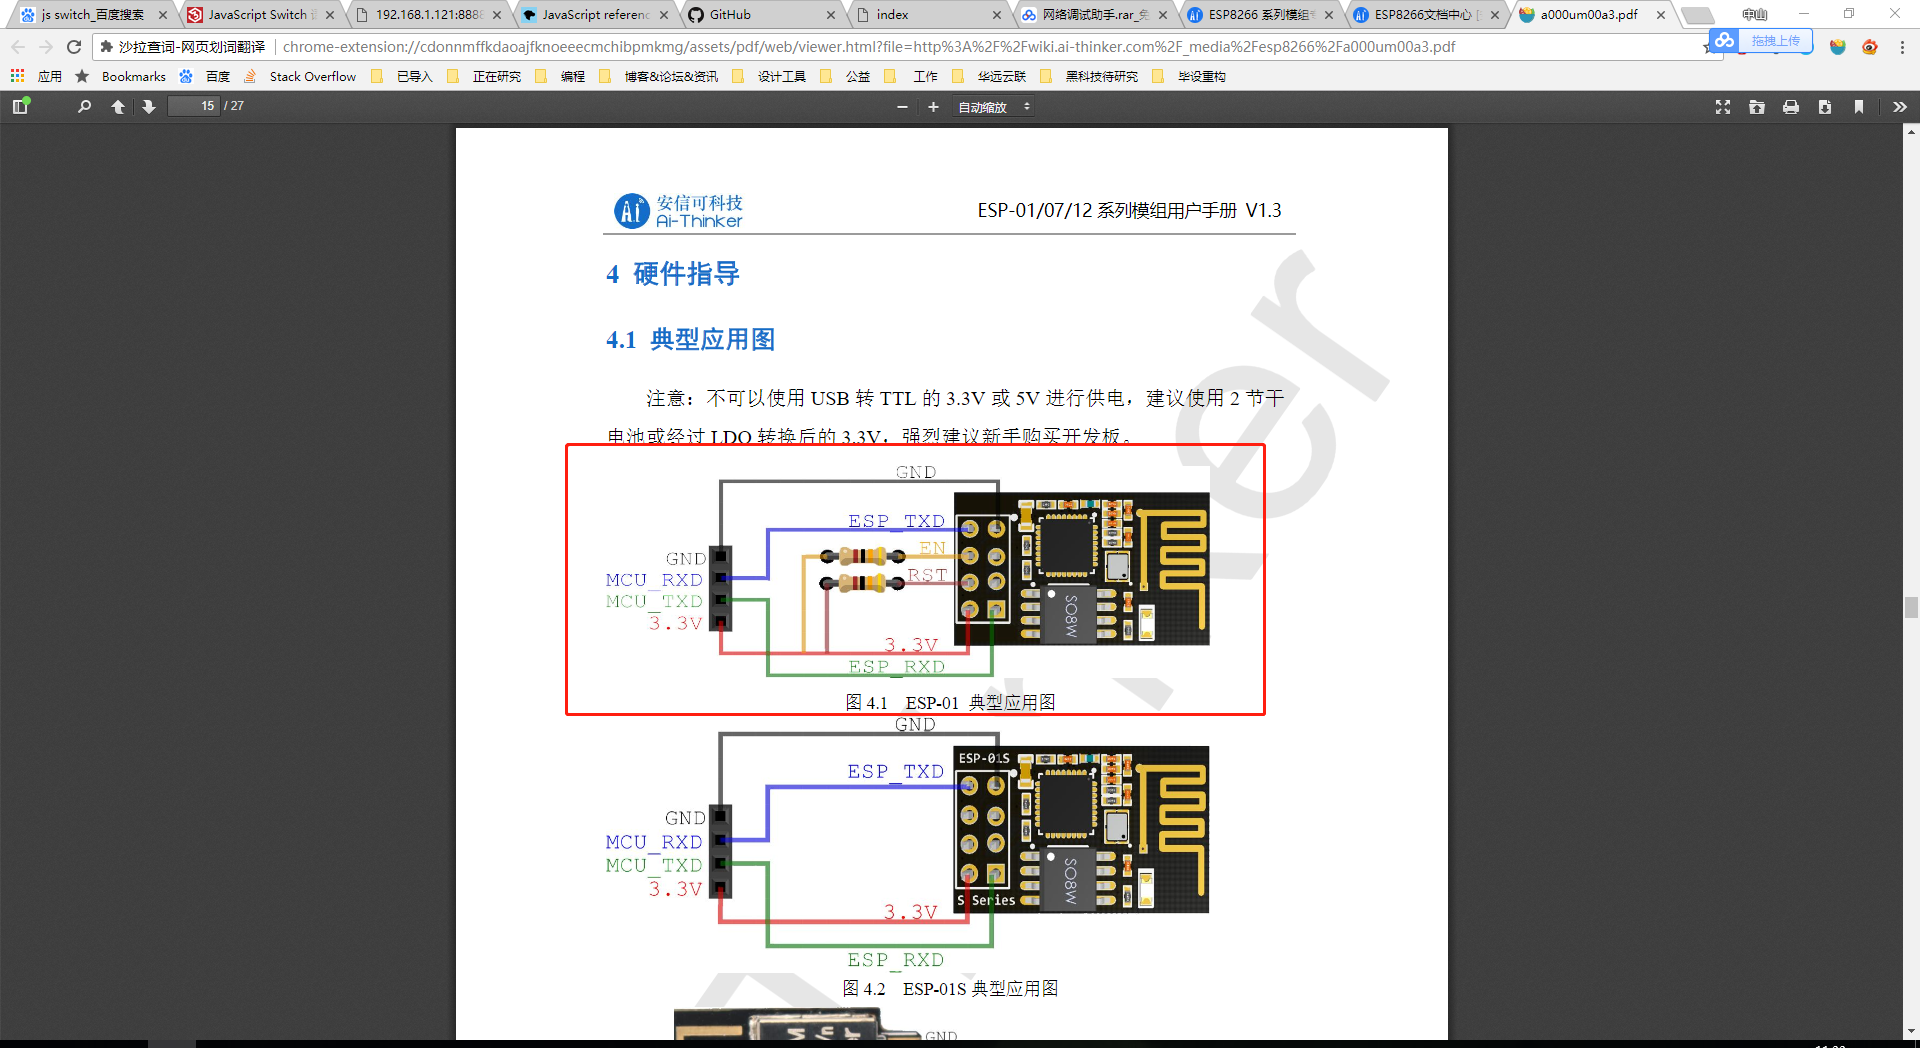 js switch_百度搜索
JavaScript Switch
192.168.1.121:8888
JavaScript referenc
GitHub
index
网络调试助手.rar_免
ESP8266 系列模组
ESP8266文档中心
a000um00a3.pdf
中山
沙拉查词-网页划词翻译
chrome-extension://cdonnmffkdaoajfknoeeecmchibpmkmg/assets/pdf/web/viewer.html?file=http%3A%2F%2Fwiki.ai-thinker.com%2F_media%2Fesp8266%2Fa000um00a3.pdf
拖拽上传
应用 Bookmarks 百度 Stack Overflow 已导入 正在研究 编程 博客&论坛&资讯 设计工具 公益 工作 华远云联 黑科技待研究 毕设重构
15 / 27
自动缩放
安信可科技
Ai-Thinker
ESP-01/07/12 系列模组用户手册 V1.3
4 硬件指导
4.1 典型应用图
注意：不可以使用 USB 转 TTL 的 3.3V 或 5V 进行供电，建议使用 2 节干
电池或经过 LDO 转换后的 3.3V，强烈建议新手购买开发板。
GND
ESP_TXD
EN
GND
RST
MCU_RXD
MCU_TXD
3.3V
SO8W
3.3V
ESP_RXD
图 4.1 ESP-01 典型应用图
GND
ESP-01S
ESP_TXD
GND
MCU_RXD
MCU_TXD
3.3V
SO8W
S Series
3.3V
ESP_RXD
图 4.2 ESP-01S 典型应用图
GND